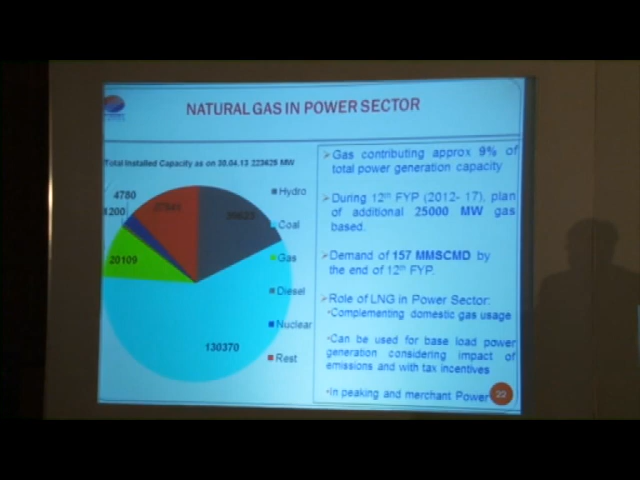 NATURAL GAS IN POWER SECTOR
Total Installed Capacity as on 30.04.13 223626 MW
4780
1200
20109
130370
Hydro
Coal
Gas
Diesel
Nuclear
Rest
Gas contributing approx 9% of
total power generation capacity
During 12th FYP (2012- 17), plan
of additional 25000 MW gas
based.
Demand of 157 MMSCMD by
the end of 12th FYP.
Role of LNG in Power Sector:
Complementing domestic gas usage
Can be used for base load power
generation considering impact of
emissions and with tax incentives
In peaking and merchant Power